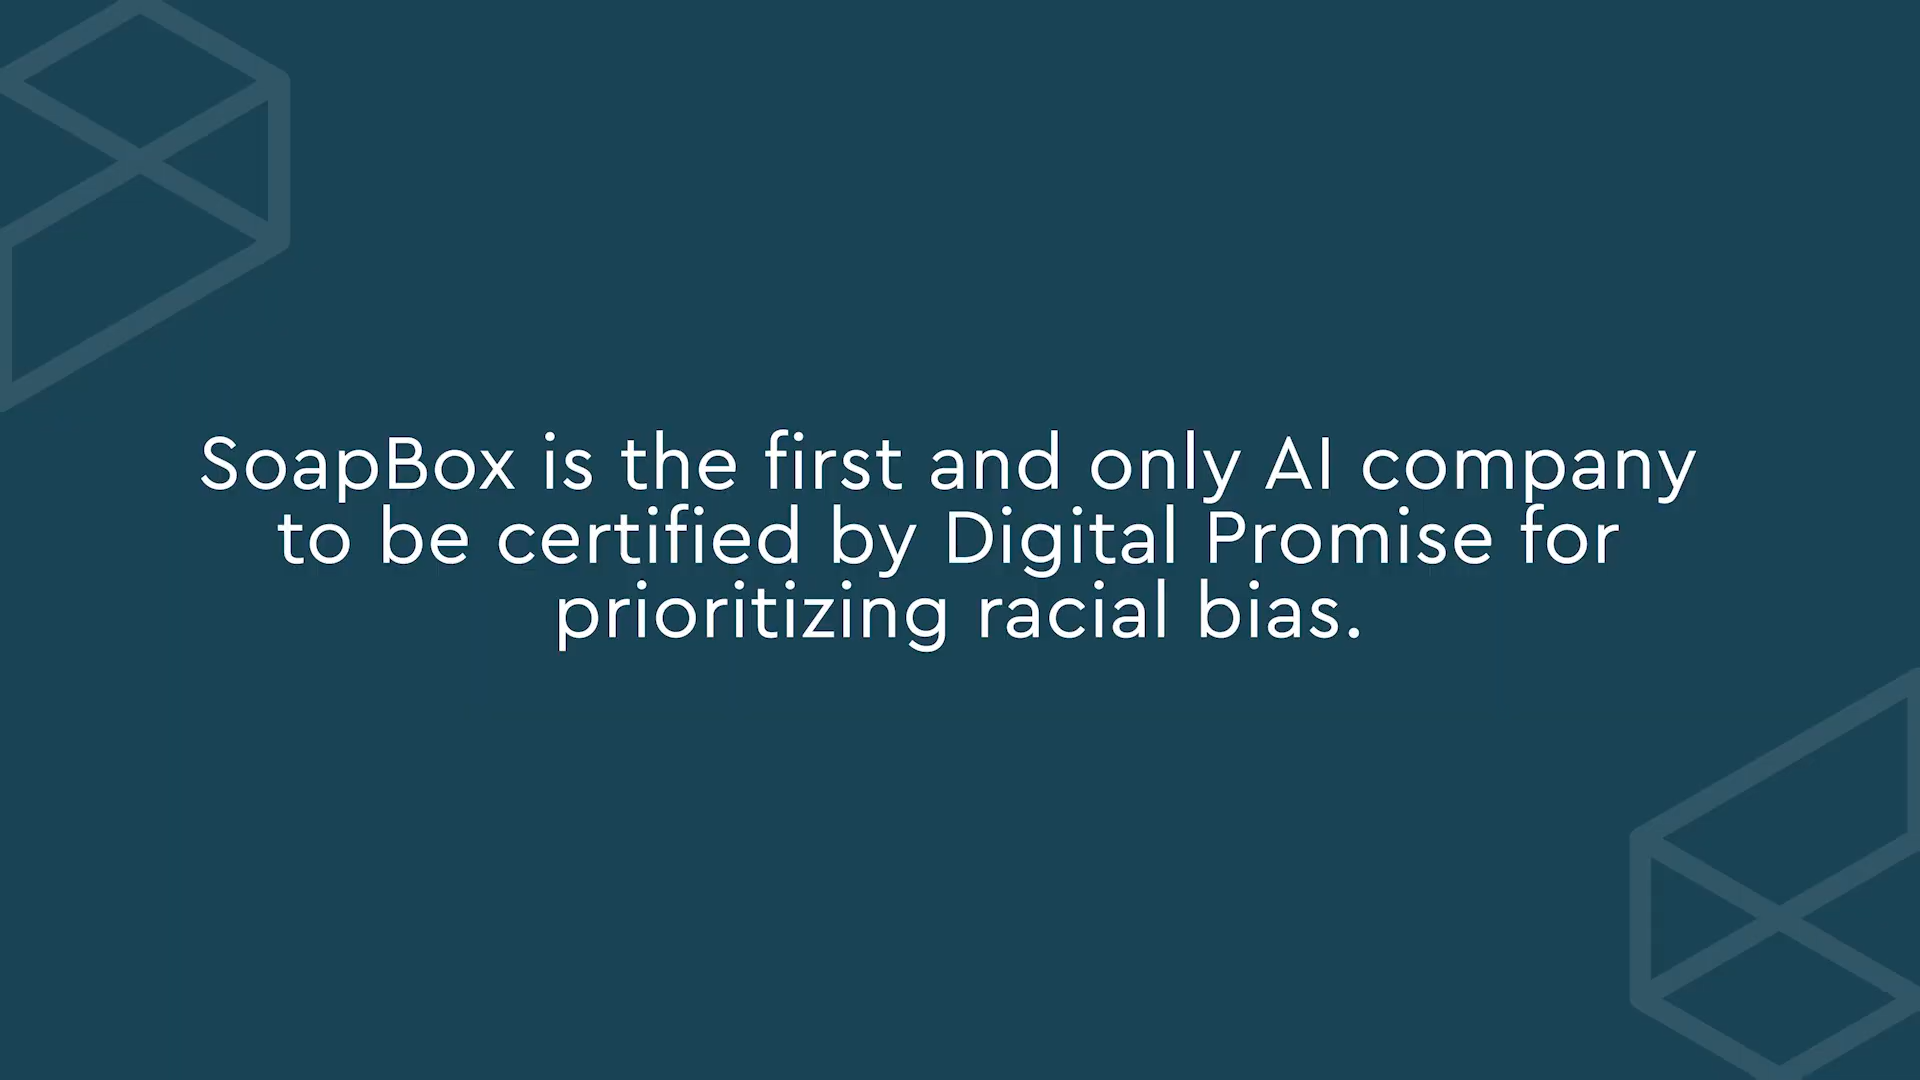 SoapBox is the first and only AI company
to be certified by Digital Promise for
prioritizing racial bias.